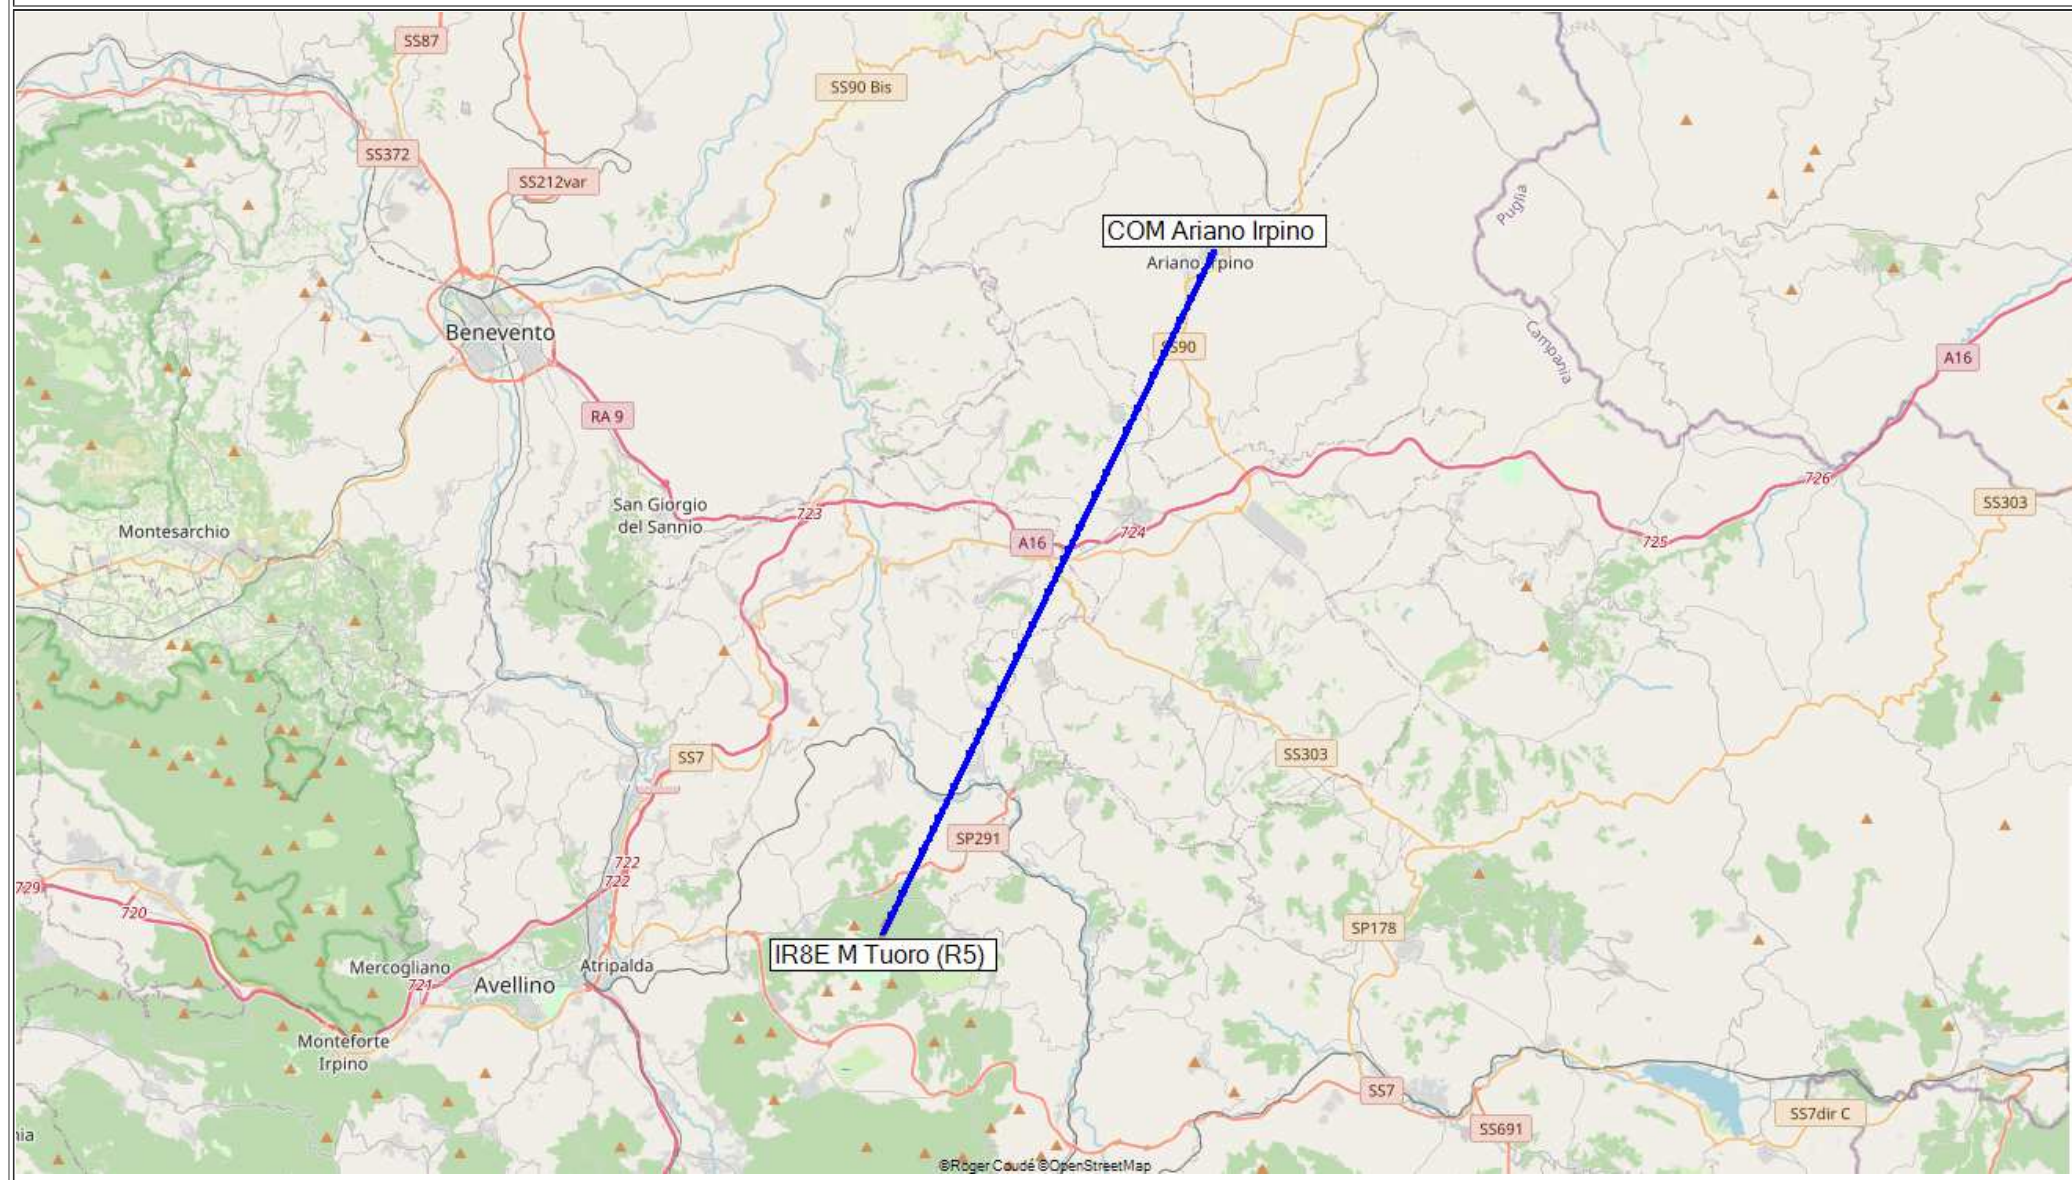 SS87
SS90 Bis
SS372
SS212var
Puglia
COM Ariano Irpino
Benevento
SS90
Campania
A16
RA 9
726
SS303
San Giorgio
del Sannio
723
Montesarchio
A16
724
725
SS7
SS303
SP291
722
722
729
720
SP178
IR8E M Tuoro (R5)
Mercogliano
Atripalda
721
Avellino
Monteforte
Irpino
SS7
SS7dir C
SS691
©Roger Coudé ©OpenStreetMap